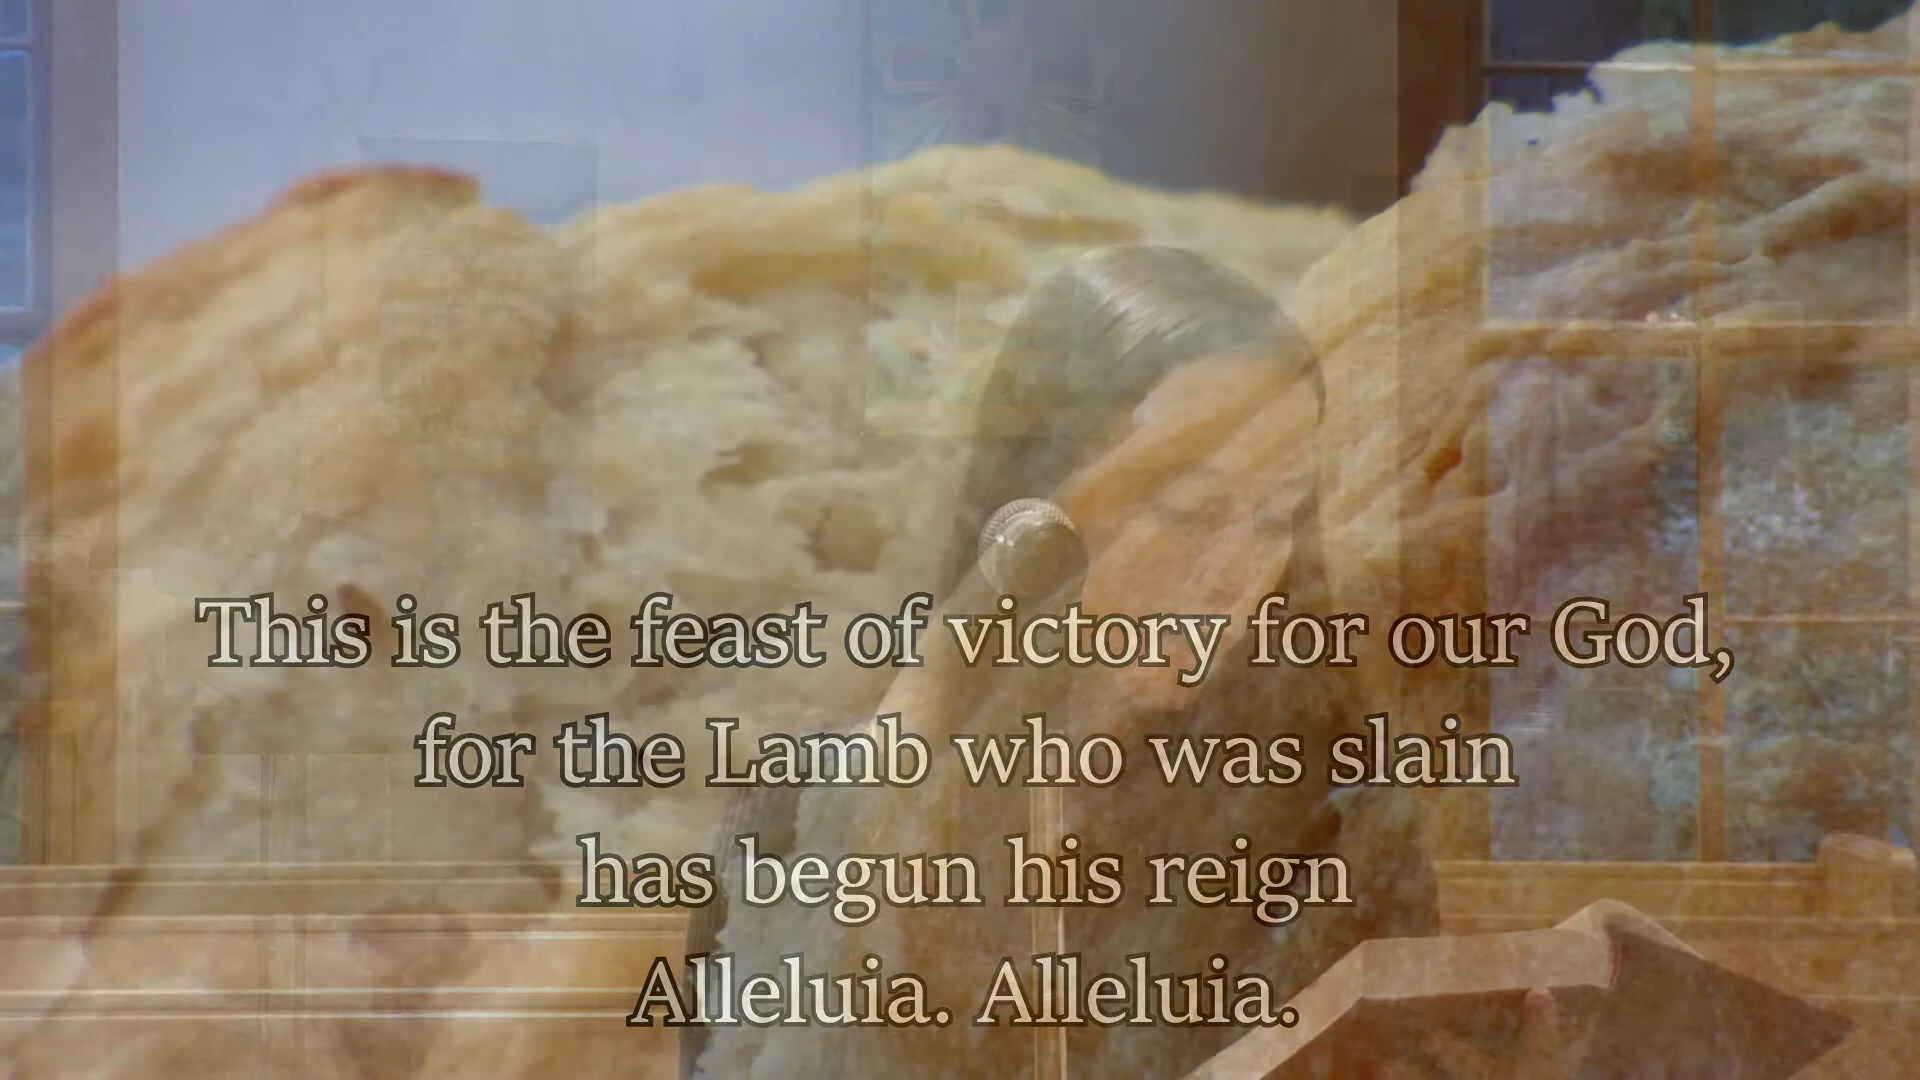 This is the feast of victory for our God,
for the Lamb who was slain
has begun his reign
Alleluia. Alleluia.